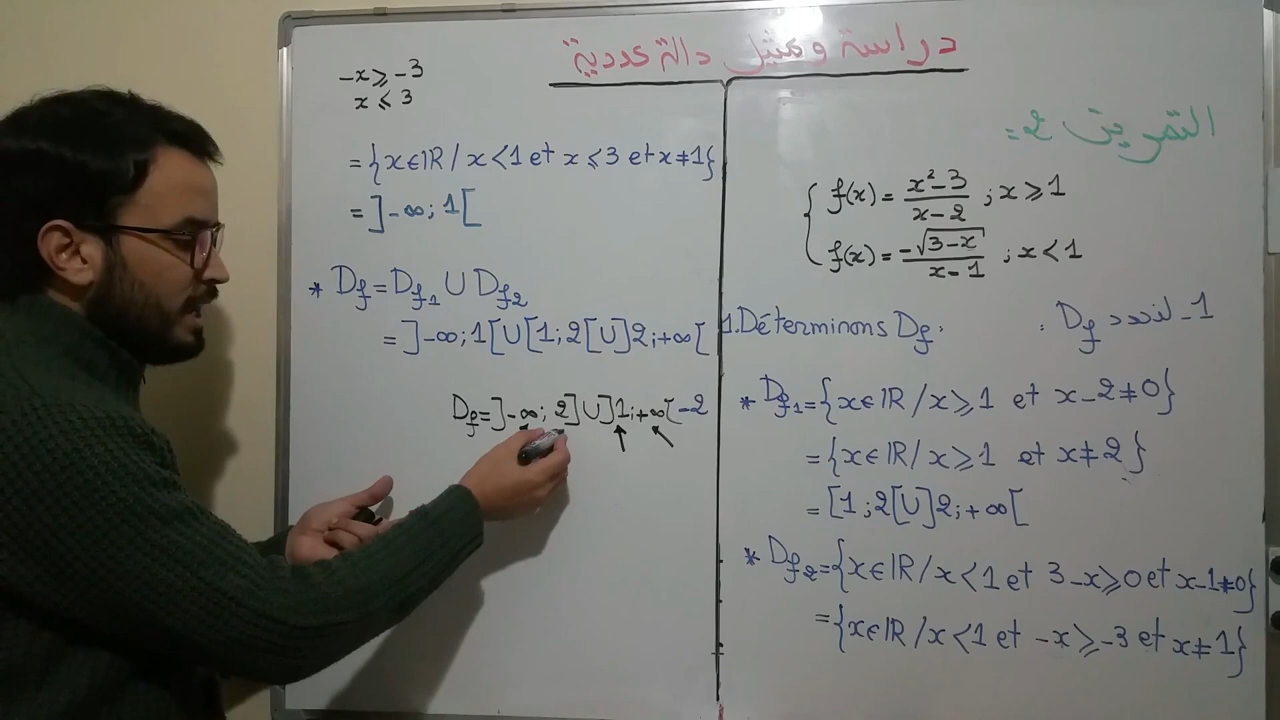 دراسة وتمثيل دالة عددية
التمرين 2:
{ f(x) = (x²-3)/(x-2) ; x ⩾ 1
f(x) = -√(3-x)/(x-1) ; x < 1
1- لنحدد Df :
1. Déterminons Df :
* Df1 = {x∈IR / x ⩾ 1 et x-2 ≠ 0}
= {x∈IR / x ⩾ 1 et x ≠ 2}
= [1 ; 2[ U ]2 ; +∞[
* Df2 = {x∈IR / x < 1 et 3-x ⩾ 0 et x-1 ≠ 0}
= {x∈IR / x < 1 et -x ⩾ -3 et x ≠ 1}
-x ⩾ -3
x ⩽ 3
= {x∈IR / x < 1 et x ⩽ 3 et x ≠ 1}
= ]-∞ ; 1[
* Df = Df1 U Df2
= ]-∞ ; 1[ U [1 ; 2[ U ]2 ; +∞[
Df = ]-∞ ; 2] U ]1 ; +∞[ -2